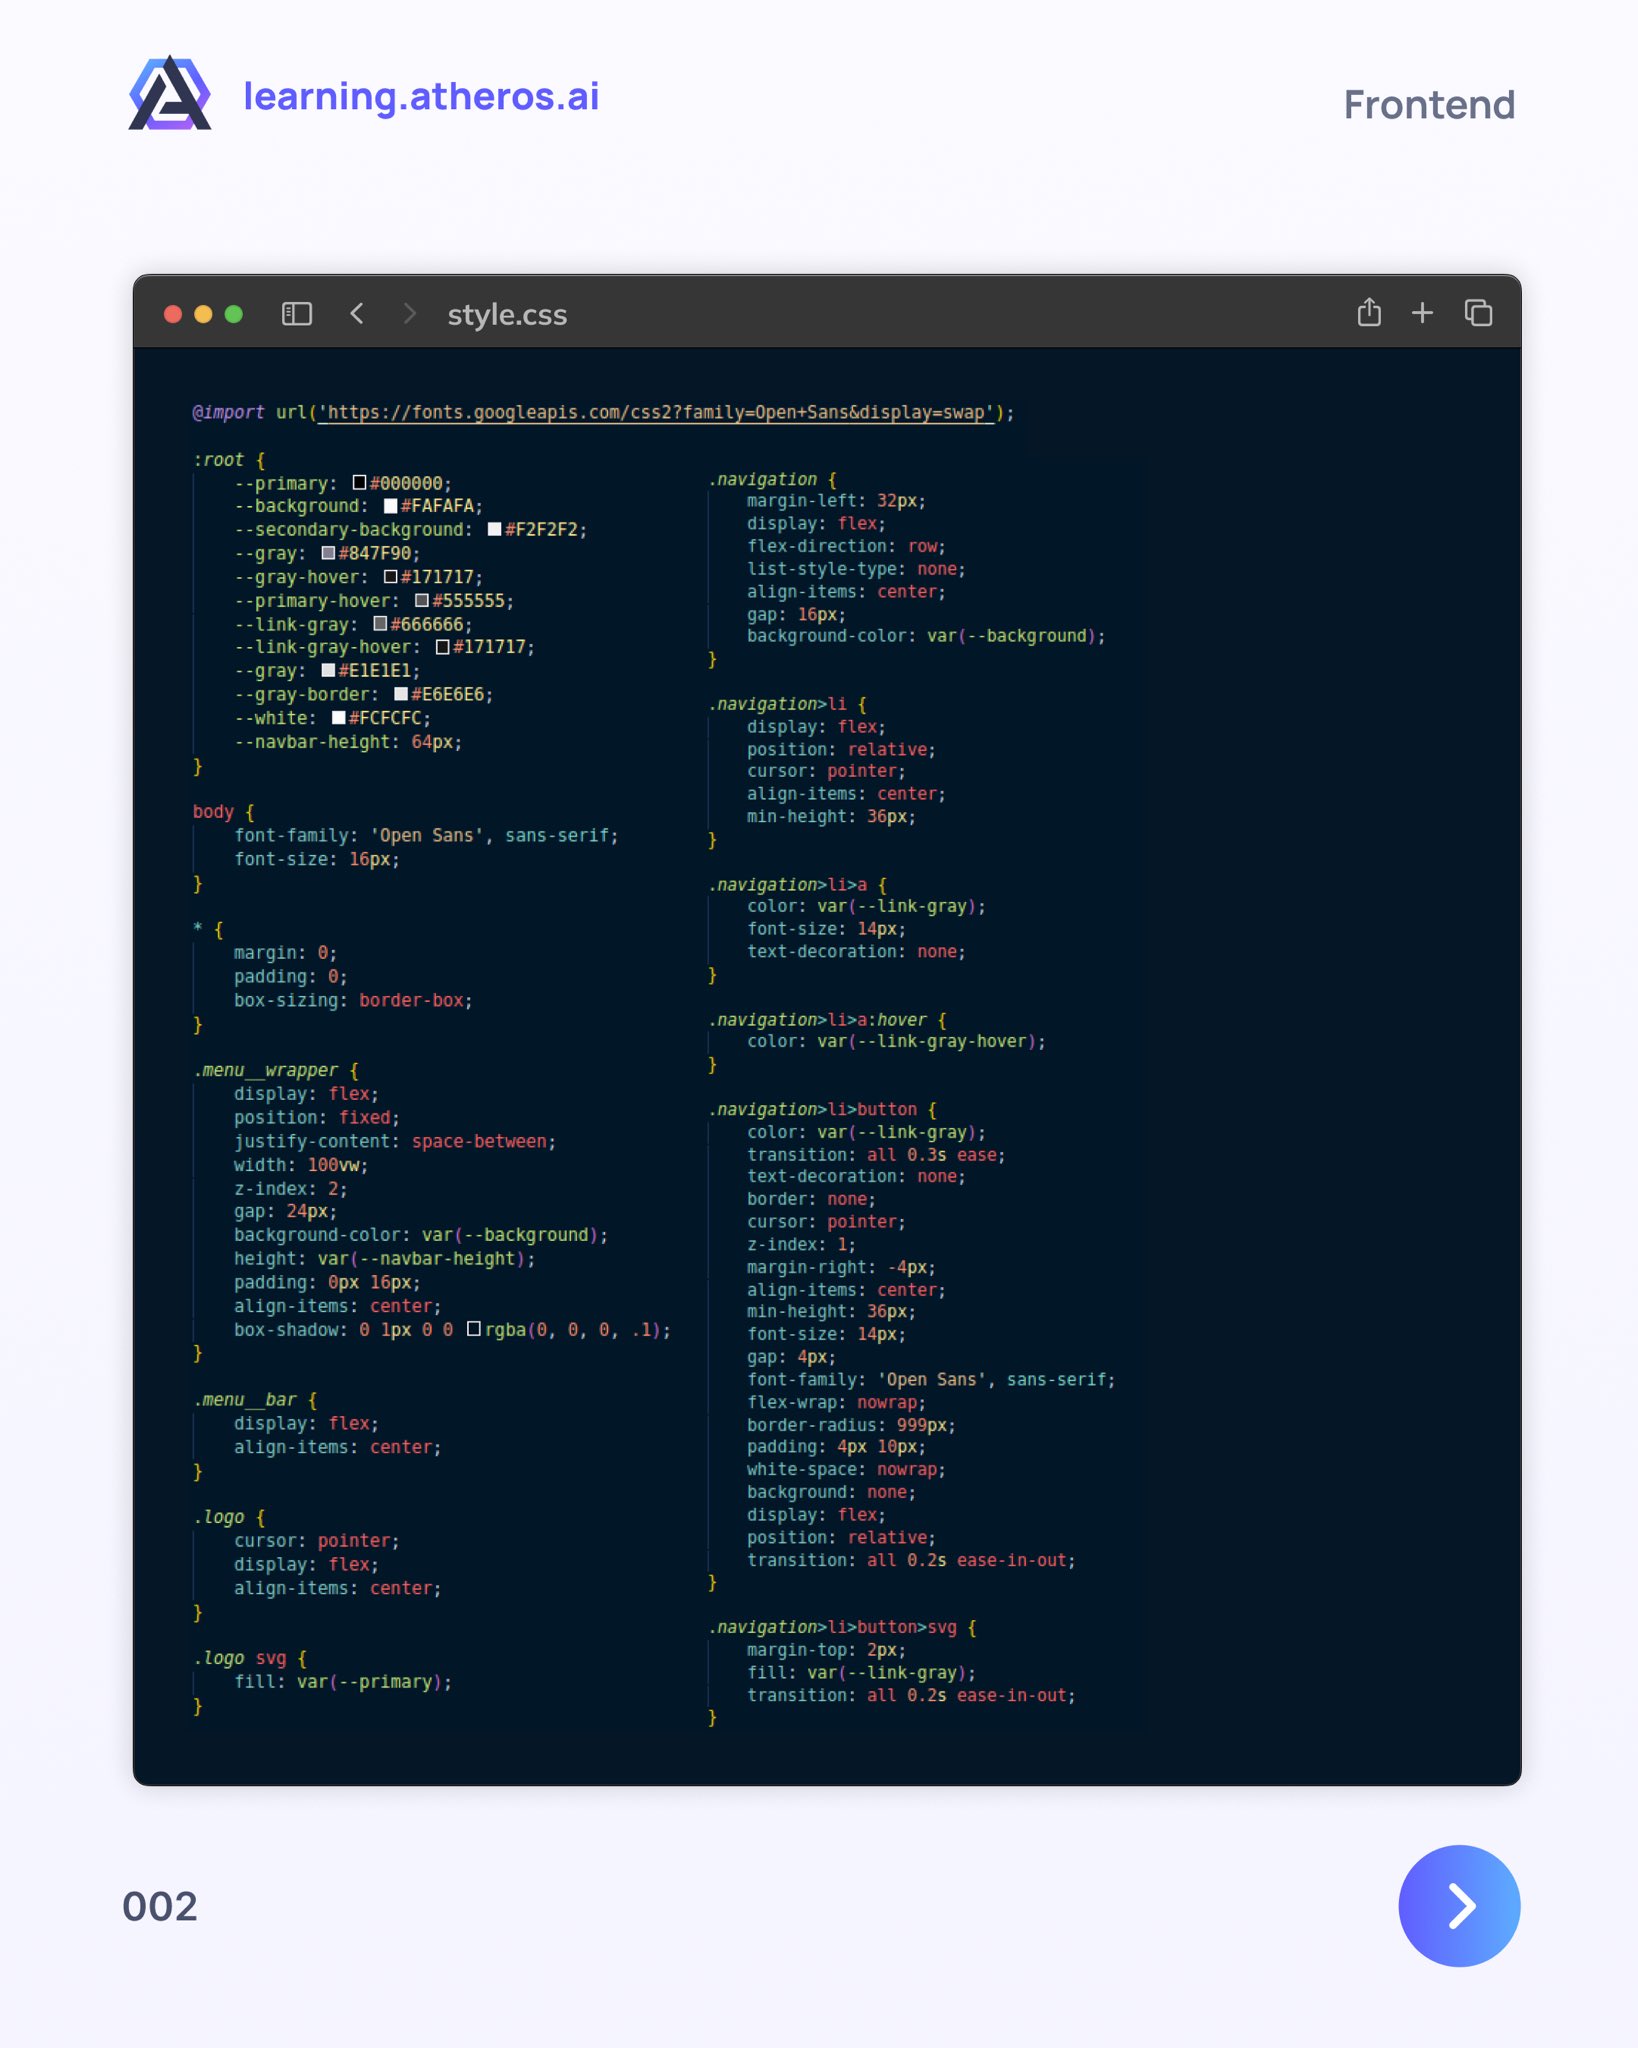 learning.atheros.ai
Frontend
style.css
@import url('https://fonts.googleapis.com/css2?family=Open+Sans&display=swap');
:root {
--primary: #000000;
--background: #FAFAFA;
--secondary-background: #F2F2F2;
--gray: #847F90;
--gray-hover: #171717;
--primary-hover: #555555;
--link-gray: #666666;
--link-gray-hover: #171717;
--gray: #E1E1E1;
--gray-border: #E6E6E6;
--white: #FCFCFC;
--navbar-height: 64px;
}
body {
font-family: 'Open Sans', sans-serif;
font-size: 16px;
}
* {
margin: 0;
padding: 0;
box-sizing: border-box;
}
.menu__wrapper {
display: flex;
position: fixed;
justify-content: space-between;
width: 100vw;
z-index: 2;
gap: 24px;
background-color: var(--background);
height: var(--navbar-height);
padding: 0px 16px;
align-items: center;
box-shadow: 0 1px 0 0 rgba(0, 0, 0, .1);
}
.menu__bar {
display: flex;
align-items: center;
}
.logo {
cursor: pointer;
display: flex;
align-items: center;
}
.logo svg {
fill: var(--primary);
}
.navigation {
margin-left: 32px;
display: flex;
flex-direction: row;
list-style-type: none;
align-items: center;
gap: 16px;
background-color: var(--background);
}
.navigation>li {
display: flex;
position: relative;
cursor: pointer;
align-items: center;
min-height: 36px;
}
.navigation>li>a {
color: var(--link-gray);
font-size: 14px;
text-decoration: none;
}
.navigation>li>a:hover {
color: var(--link-gray-hover);
}
.navigation>li>button {
color: var(--link-gray);
transition: all 0.3s ease;
text-decoration: none;
border: none;
cursor: pointer;
z-index: 1;
margin-right: -4px;
align-items: center;
min-height: 36px;
font-size: 14px;
gap: 4px;
font-family: 'Open Sans', sans-serif;
flex-wrap: nowrap;
border-radius: 999px;
padding: 4px 10px;
white-space: nowrap;
background: none;
display: flex;
position: relative;
transition: all 0.2s ease-in-out;
}
.navigation>li>button>svg {
margin-top: 2px;
fill: var(--link-gray);
transition: all 0.2s ease-in-out;
}
002